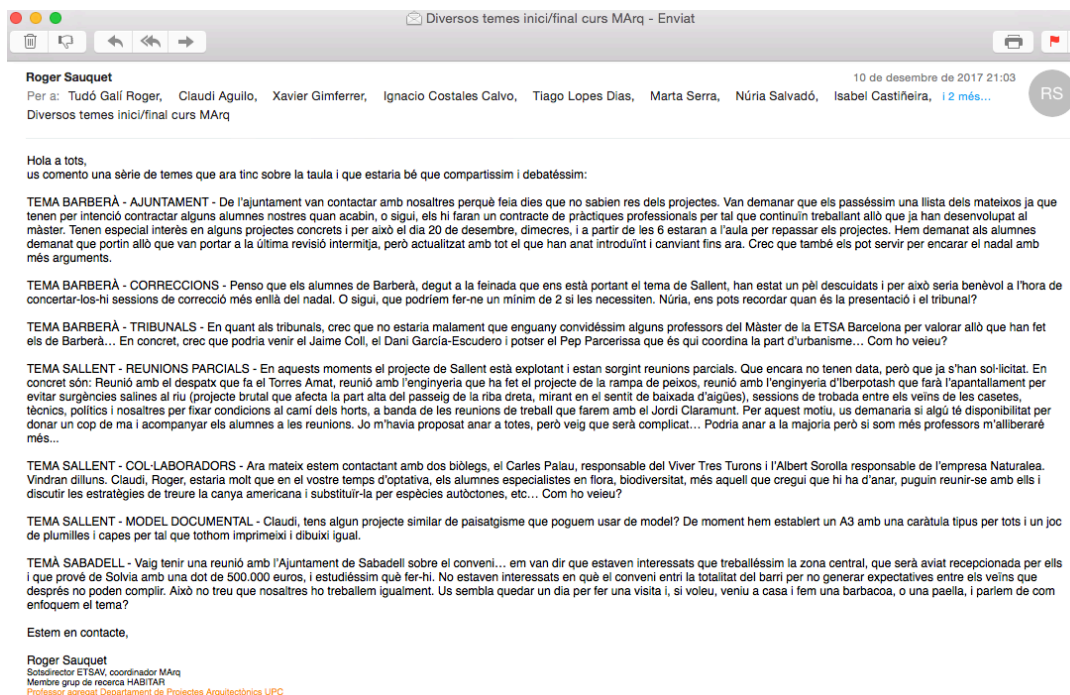 Diversos temes inici/final curs MArq - Enviat
Roger Sauquet
10 de desembre de 2017 21:03
Per a: Tudó Galí Roger, Claudi Aguilo, Xavier Gimferrer, Ignacio Costales Calvo, Tiago Lopes Dias, Marta Serra, Núria Salvadó, Isabel Castiñeira, i 2 més...
RS
Diversos temes inici/final curs MArq
Hola a tots,
us comento una sèrie de temes que ara tinc sobre la taula i que estaria bé que compartissim i debatéssim:
TEMA BARBERÀ - AJUNTAMENT - De l'ajuntament van contactar amb nosaltres perquè feia dies que no sabien res dels projectes. Van demanar que els passéssim una llista dels mateixos ja que
tenen per intenció contractar alguns alumnes nostres quan acabin, o sigui, els hi faran un contracte de pràctiques professionals per tal que continuïn treballant allò que ja han desenvolupat al
màster. Tenen especial interès en alguns projectes concrets i per això el dia 20 de desembre, dimecres, i a partir de les 6 estaran a l'aula per repassar els projectes. Hem demanat als alumnes
demanat que portin allò que van portar a la última revisió intermitja, però actualitzat amb tot el que han anat introduïnt i canviant fins ara. Crec que també els pot servir per encarar el nadal amb
més arguments.
TEMA BARBERÀ - CORRECCIONS - Penso que els alumnes de Barberà, degut a la feinada que ens està portant el tema de Sallent, han estat un pèl descuidats i per això seria benèvol a l'hora de
concertar-los-hi sessions de correcció més enllà del nadal. O sigui, que podríem fer-ne un mínim de 2 si les necessiten. Núria, ens pots recordar quan és la presentació i el tribunal?
TEMA BARBERÀ - TRIBUNALS - En quant als tribunals, crec que no estaria malament que enguany convidéssim alguns professors del Màster de la ETSA Barcelona per valorar allò que han fet
els de Barberà… En concret, crec que podria venir el Jaime Coll, el Dani García-Escudero i potser el Pep Parcerissa que és qui coordina la part d'urbanisme… Com ho veieu?
TEMA SALLENT - REUNIONS PARCIALS - En aquests moments el projecte de Sallent està explotant i estan sorgint reunions parcials. Que encara no tenen data, però que ja s'han sol·licitat. En
concret són: Reunió amb el despatx que fa el Torres Amat, reunió amb l'enginyeria que ha fet el projecte de la rampa de peixos, reunió amb l'enginyeria d'Iberpotash que farà l'apantallament per
evitar surgències salines al riu (projecte brutal que afecta la part alta del passeig de la riba dreta, mirant en el sentit de baixada d'aigües), sessions de trobada entre els veïns de les casetes,
tècnics, polítics i nosaltres per fixar condicions al camí dels horts, a banda de les reunions de treball que farem amb el Jordi Claramunt. Per aquest motiu, us demanaria si algú té disponibilitat per
donar un cop de ma i acompanyar els alumnes a les reunions. Jo m'havia proposat anar a totes, però veig que serà complicat… Podria anar a la majoria però si som més professors m'alliberaré
més...
TEMA SALLENT - COL·LABORADORS - Ara mateix estem contactant amb dos biòlegs, el Carles Palau, responsable del Viver Tres Turons i l'Albert Sorolla responsable de l'empresa Naturalea.
Vindran dilluns. Claudi, Roger, estaria molt que en el vostre temps d'optativa, els alumnes especialistes en flora, biodiversitat, més aquell que cregui que hi ha d'anar, puguin reunir-se amb ells i
discutir les estratègies de treure la canya americana i substituïr-la per espècies autòctones, etc… Com ho veieu?
TEMA SALLENT - MODEL DOCUMENTAL - Claudi, tens algun projecte similar de paisatgisme que poguem usar de model? De moment hem establert un A3 amb una caràtula tipus per tots i un joc
de plumilles i capes per tal que tothom imprimeixi i dibuixi igual.
TEMÀ SABADELL - Vaig tenir una reunió amb l'Ajuntament de Sabadell sobre el conveni… em van dir que estaven interessats que treballéssim la zona central, que serà aviat recepcionada per ells
i que prové de Solvia amb una dot de 500.000 euros, i estudiéssim què fer-hi. No estaven interessats en què el conveni entri la totalitat del barri per no generar expectatives entre els veïns que
després no poden complir. Això no treu que nosaltres ho treballem igualment. Us sembla quedar un dia per fer una visita i, si voleu, veniu a casa i fem una barbacoa, o una paella, i parlem de com
enfoquem el tema?
Estem en contacte,
Roger Sauquet
Sotsdirector ETSAV, coordinador MArq
Membre grup de recerca HABITAR
Professor agregat Departament de Projectes Arquitectònics UPC